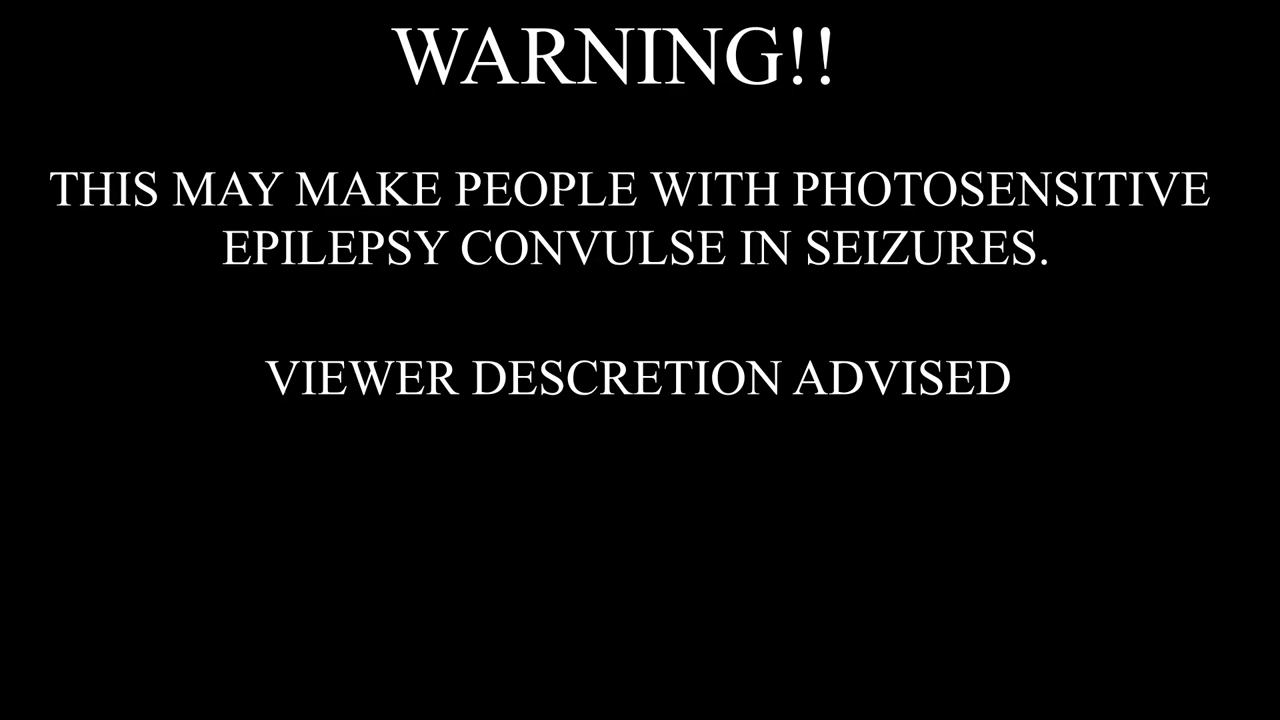 WARNING!!
THIS MAY MAKE PEOPLE WITH PHOTOSENSITIVE
EPILEPSY CONVULSE IN SEIZURES.
VIEWER DESCRETION ADVISED